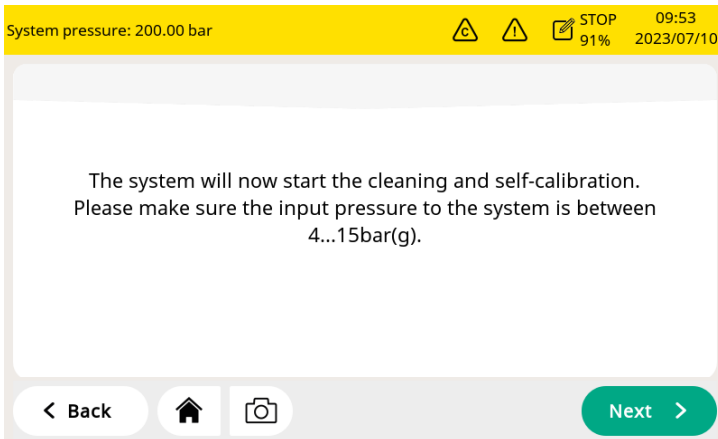 System pressure: 200.00 bar
C
!
STOP
91%
09:53
2023/07/10
The system will now start the cleaning and self-calibration.
Please make sure the input pressure to the system is between
4...15bar(g).
Back
Next